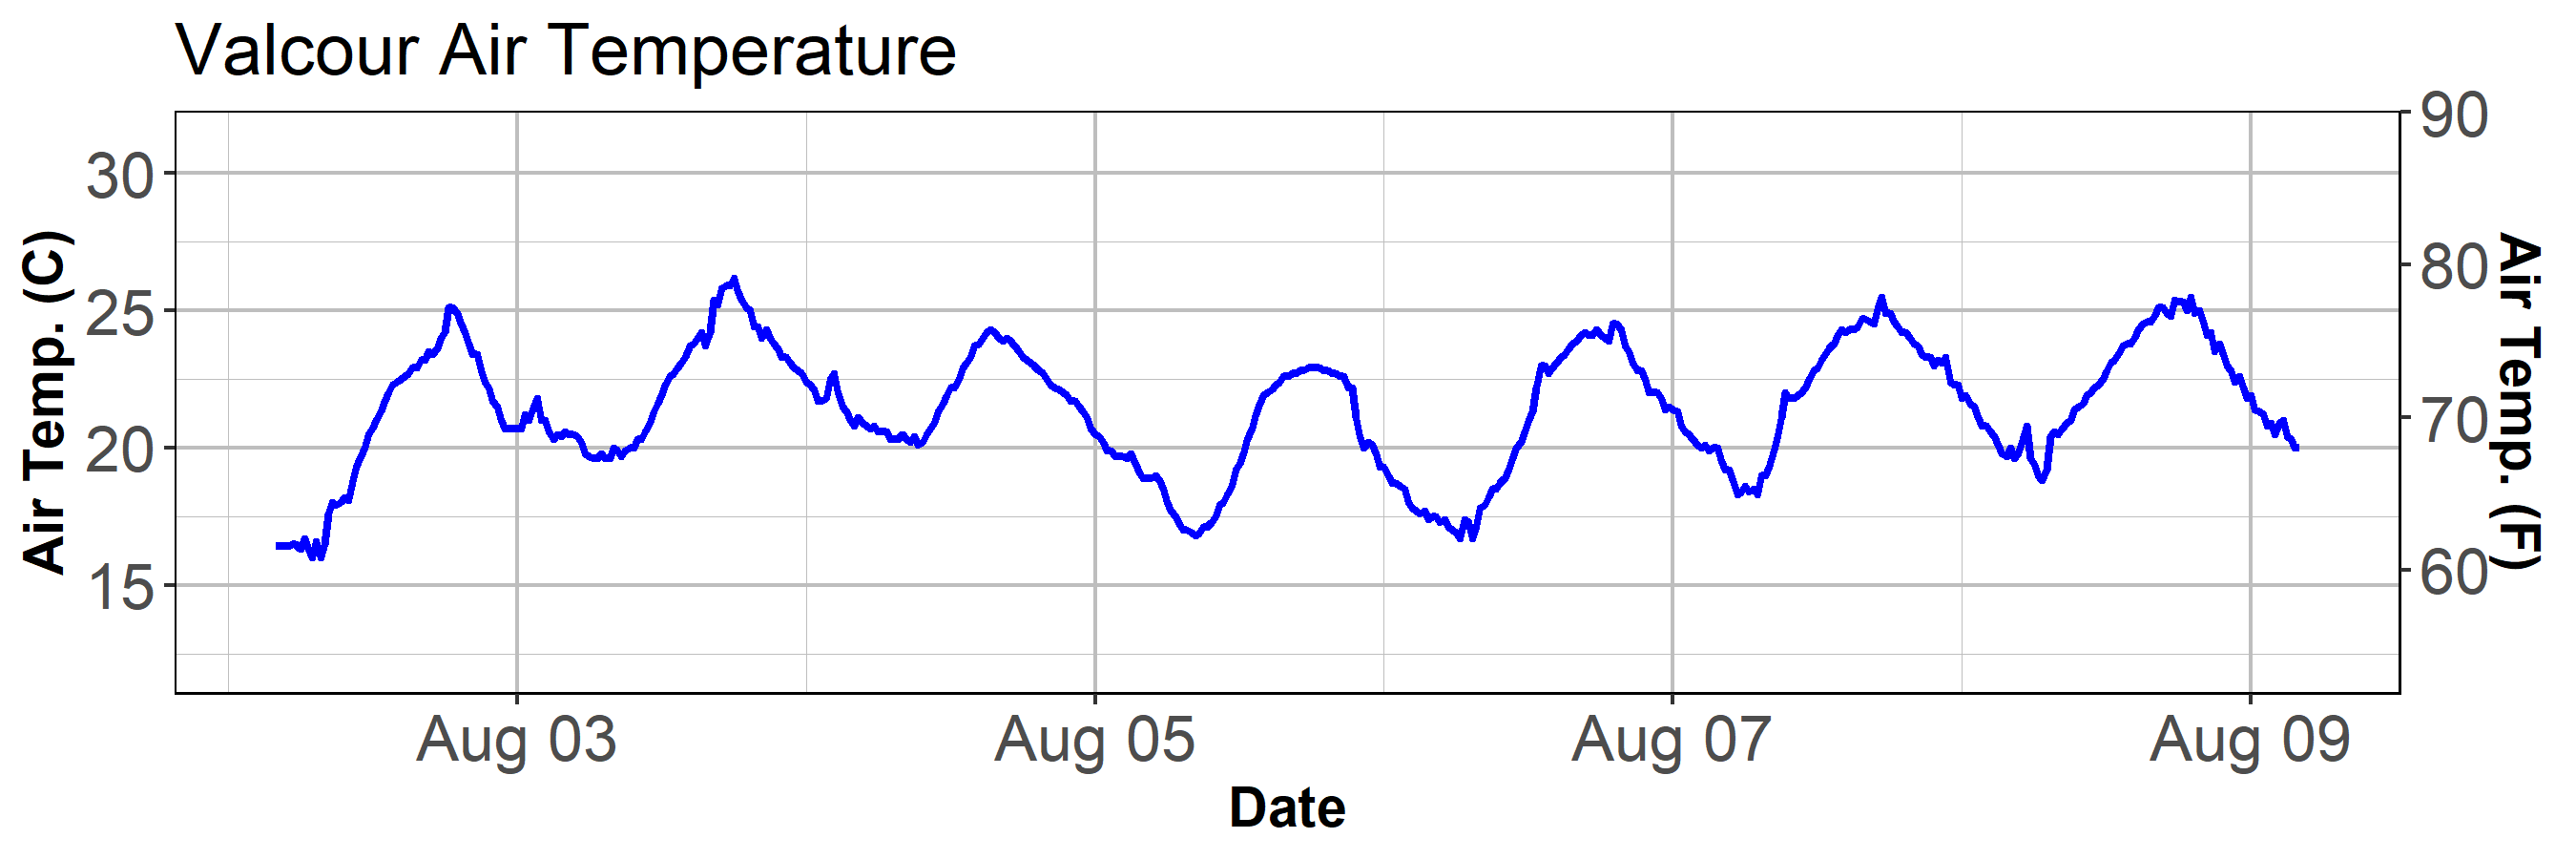 Valcour Air Temperature
Air Temp. (C)
30
25
20
15
90
80
70
60
Air Temp. (F)
Aug 03
Aug 05
Aug 07
Aug 09
Date